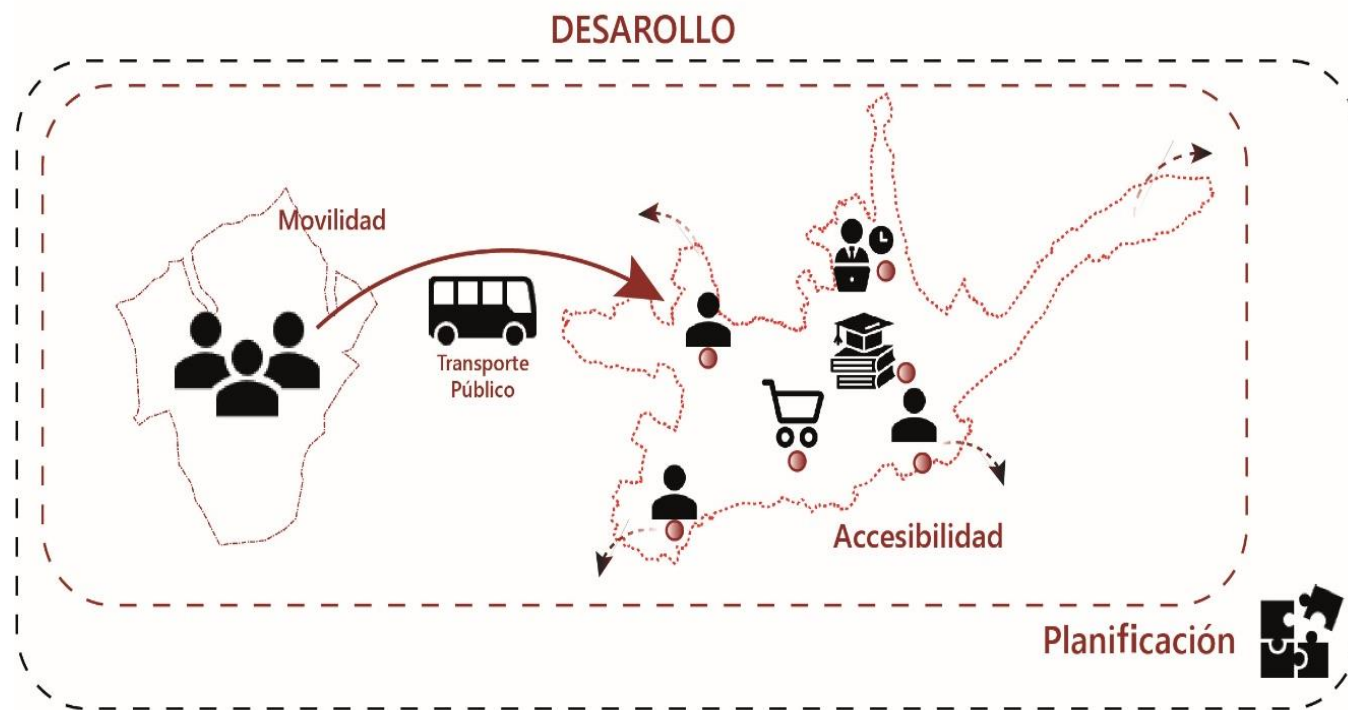 DESAROLLO
Movilidad
Transporte
Público
Accesibilidad
Planificación